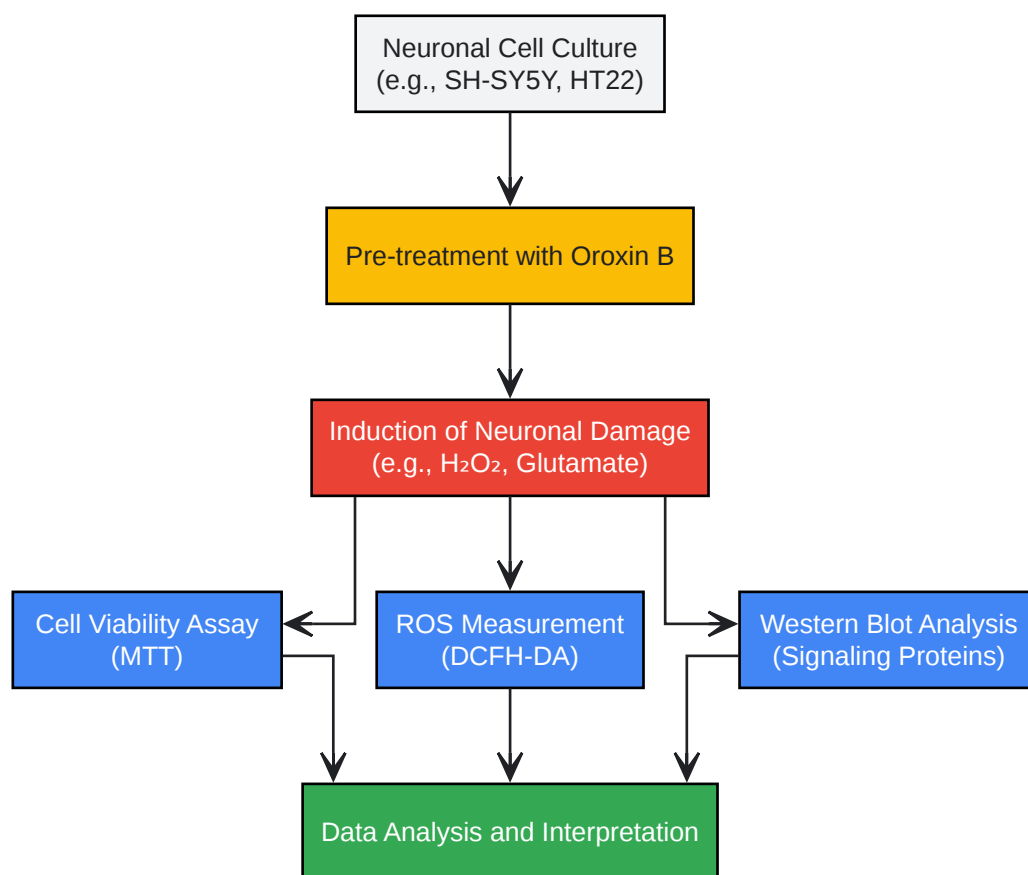 Neuronal Cell Culture
(e.g., SH-SY5Y, HT22)
Pre-treatment with Oroxin B
Induction of Neuronal Damage
(e.g., H₂O₂, Glutamate)
Cell Viability Assay
(MTT)
ROS Measurement
(DCFH-DA)
Western Blot Analysis
(Signaling Proteins)
Data Analysis and Interpretation